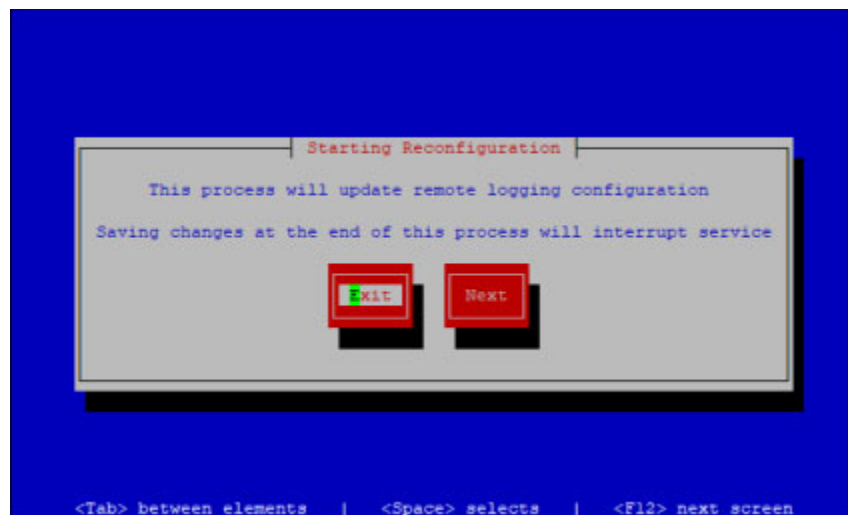 Starting Reconfiguration
This process will update remote logging configuration
Saving changes at the end of this process will interrupt service
Exit Next
<Tab> between elements | <Space> selects | <F12> next screen